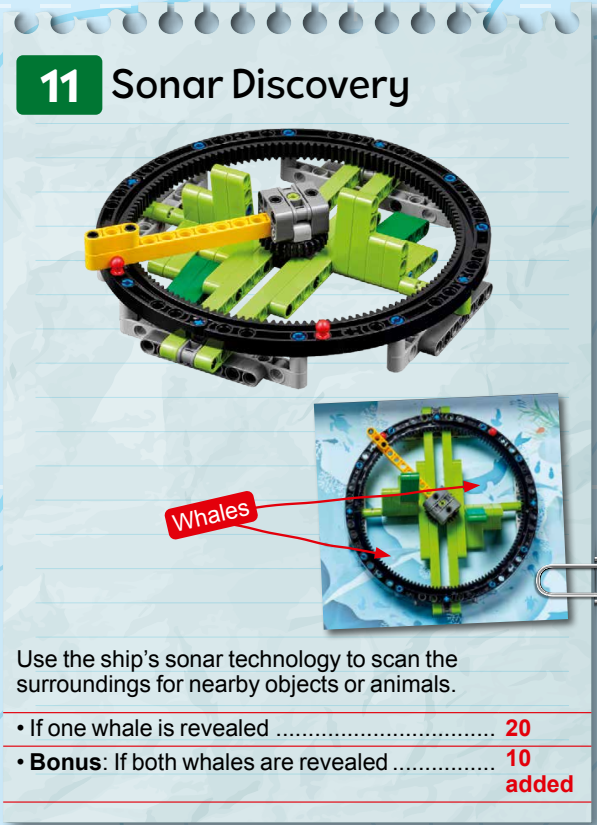 11 Sonar Discovery
Whales
Use the ship's sonar technology to scan the
surroundings for nearby objects or animals.
• If one whale is revealed ................................. 20
• Bonus: If both whales are revealed ................ 10
added